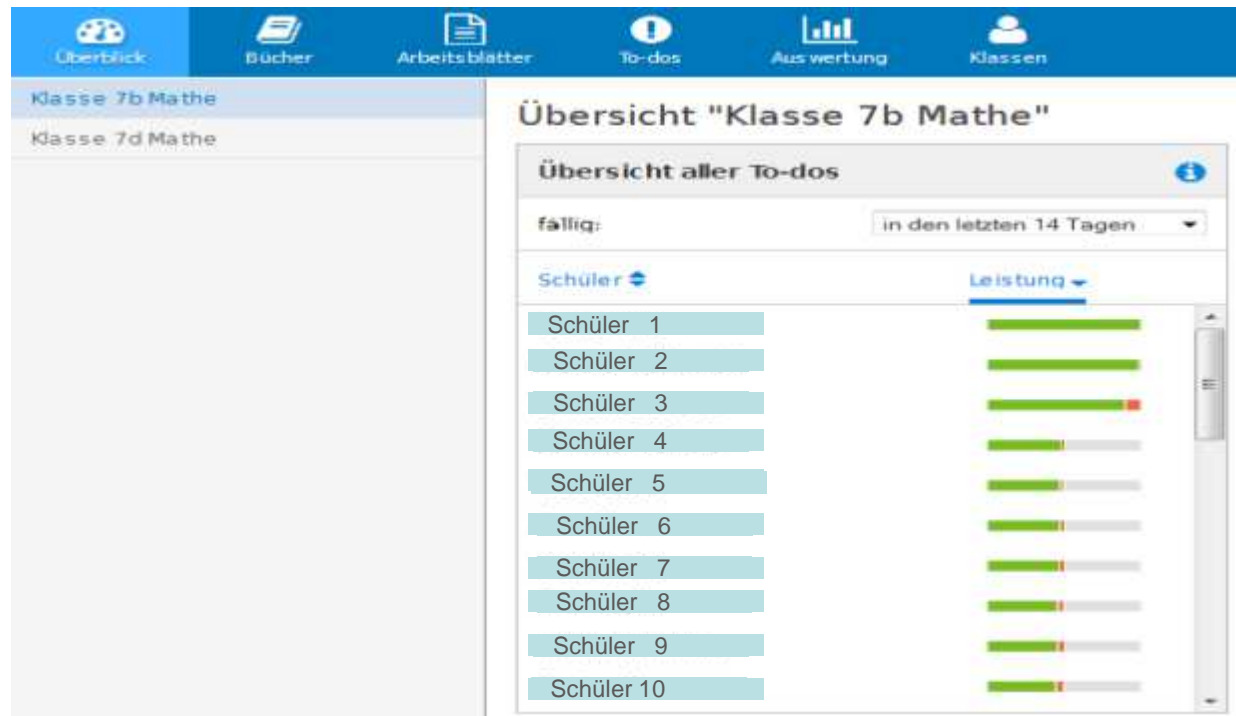 Überblick Bücher Arbeitsblätter To-dos Auswertung Klassen
Klasse 7b Mathe
Klasse 7d Mathe
Übersicht "Klasse 7b Mathe"
Übersicht aller To-dos
fällig: in den letzten 14 Tagen
Schüler Leistung
Schüler 1
Schüler 2
Schüler 3
Schüler 4
Schüler 5
Schüler 6
Schüler 7
Schüler 8
Schüler 9
Schüler 10